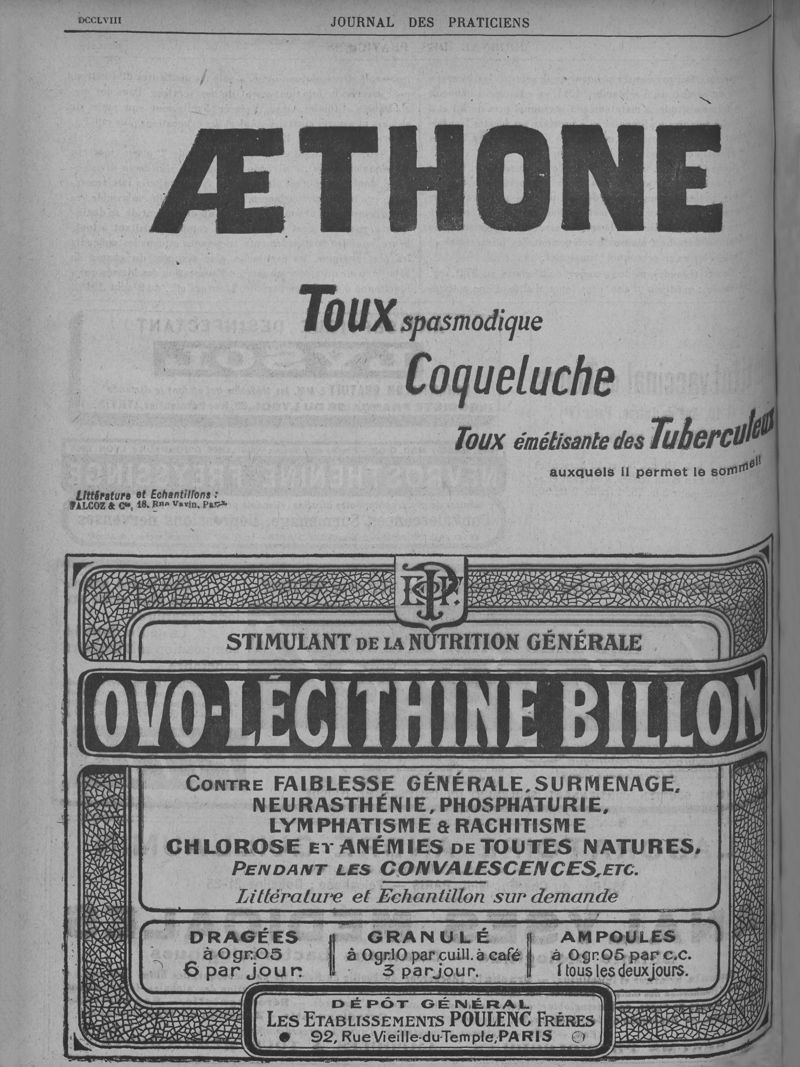 DCCLVIII
JOURNAL DES PRATICIENS
ÆTHONE
Toux spasmodique
Coqueluche
Toux émétisante des Tuberculeux
auxquels il permet le sommeil
Littérature et Echantillons :
FALCOZ & Cie, 18, Rue Vavin, Paris
STIMULANT DE LA NUTRITION GÉNÉRALE
OVO-LÉCITHINE BILLON
CONTRE FAIBLESSE GÉNÉRALE, SURMENAGE,
NEURASTHÉNIE, PHOSPHATURIE,
LYMPHATISME & RACHITISME
CHLOROSE ET ANÉMIES DE TOUTES NATURES,
PENDANT LES CONVALESCENCES, ETC.
Littérature et Echantillon sur demande
DRAGÉES
à 0gr.05
6 par jour.
GRANULÉ
à 0gr.10 par cuill. à café
3 par jour.
AMPOULES
à 0gr.05 par c.c.
1 tous les deux jours.
DÉPÔT GÉNÉRAL
LES ETABLISSEMENTS POULENC FRÈRES
92, Rue Vieille-du-Temple, PARIS